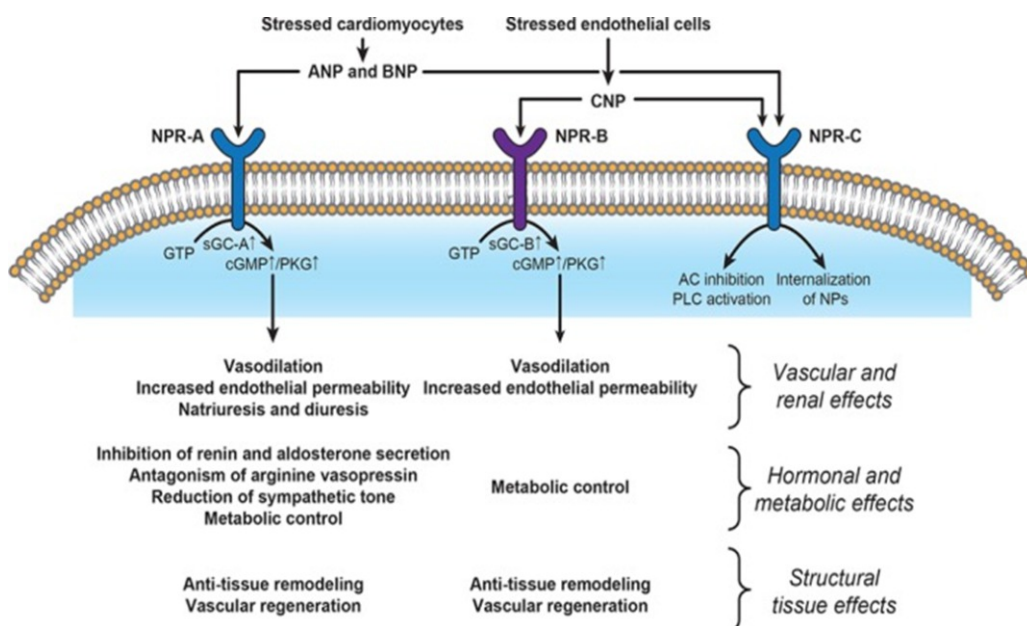 Stressed cardiomyocytes
Stressed endothelial cells
ANP and BNP
CNP
NPR-A
NPR-B
NPR-C
GTP
sGC-A↑
cGMP↑/PKG↑
GTP
sGC-B↑
cGMP↑/PKG↑
AC inhibition
PLC activation
Internalization
of NPs
Vasodilation
Increased endothelial permeability
Natriuresis and diuresis
Vasodilation
Increased endothelial permeability
Vascular and
renal effects
Inhibition of renin and aldosterone secretion
Antagonism of arginine vasopressin
Reduction of sympathetic tone
Metabolic control
Metabolic control
Hormonal and
metabolic effects
Anti-tissue remodeling
Vascular regeneration
Anti-tissue remodeling
Vascular regeneration
Structural
tissue effects